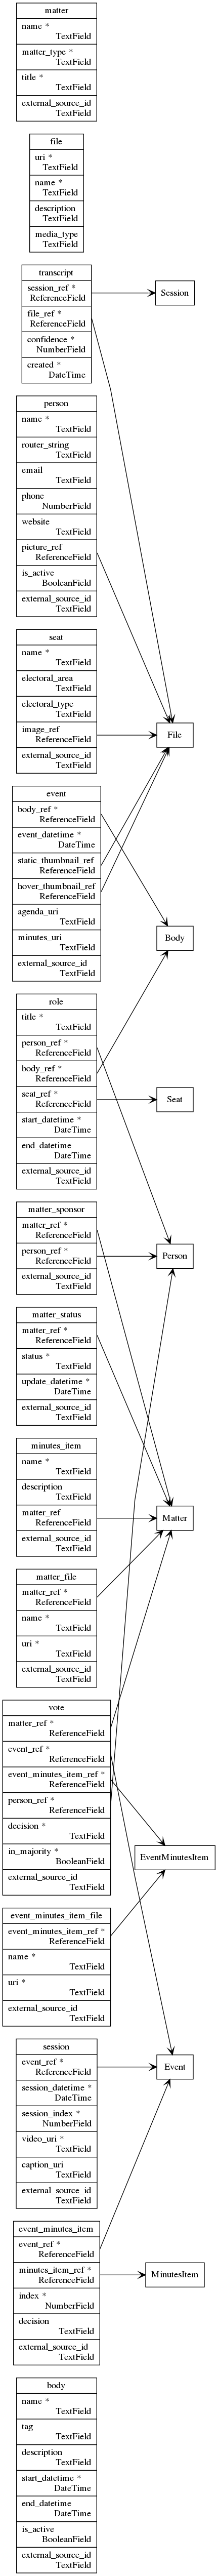 matter
name *
TextField
matter_type *
TextField
title *
TextField
external_source_id
TextField
file
uri *
TextField
name *
TextField
description
TextField
media_type
TextField
transcript
session_ref *
ReferenceField
file_ref *
ReferenceField
confidence *
NumberField
created *
DateTime
Session
person
name *
TextField
router_string
TextField
email
TextField
phone
NumberField
website
TextField
picture_ref
ReferenceField
is_active
BooleanField
external_source_id
TextField
seat
name *
TextField
electoral_area
TextField
electoral_type
TextField
image_ref
ReferenceField
external_source_id
TextField
File
event
body_ref *
ReferenceField
event_datetime *
DateTime
static_thumbnail_ref
ReferenceField
hover_thumbnail_ref
ReferenceField
agenda_uri
TextField
minutes_uri
TextField
external_source_id
TextField
Body
role
title *
TextField
person_ref *
ReferenceField
body_ref *
ReferenceField
seat_ref *
ReferenceField
start_datetime *
DateTime
end_datetime
DateTime
external_source_id
TextField
Seat
matter_sponsor
matter_ref *
ReferenceField
person_ref *
ReferenceField
external_source_id
TextField
Person
matter_status
matter_ref *
ReferenceField
status *
TextField
update_datetime *
DateTime
external_source_id
TextField
minutes_item
name *
TextField
description
TextField
matter_ref
ReferenceField
external_source_id
TextField
Matter
matter_file
matter_ref *
ReferenceField
name *
TextField
uri *
TextField
external_source_id
TextField
vote
matter_ref *
ReferenceField
event_ref *
ReferenceField
event_minutes_item_ref *
ReferenceField
person_ref *
ReferenceField
decision *
TextField
in_majority *
BooleanField
external_source_id
TextField
EventMinutesItem
event_minutes_item_file
event_minutes_item_ref *
ReferenceField
name *
TextField
uri *
TextField
external_source_id
TextField
session
event_ref *
ReferenceField
session_datetime *
DateTime
session_index *
NumberField
video_uri *
TextField
caption_uri
TextField
external_source_id
TextField
Event
event_minutes_item
event_ref *
ReferenceField
minutes_item_ref *
ReferenceField
index *
NumberField
decision
TextField
external_source_id
TextField
MinutesItem
body
name *
TextField
tag
TextField
description
TextField
start_datetime *
DateTime
end_datetime
DateTime
is_active
BooleanField
external_source_id
TextField